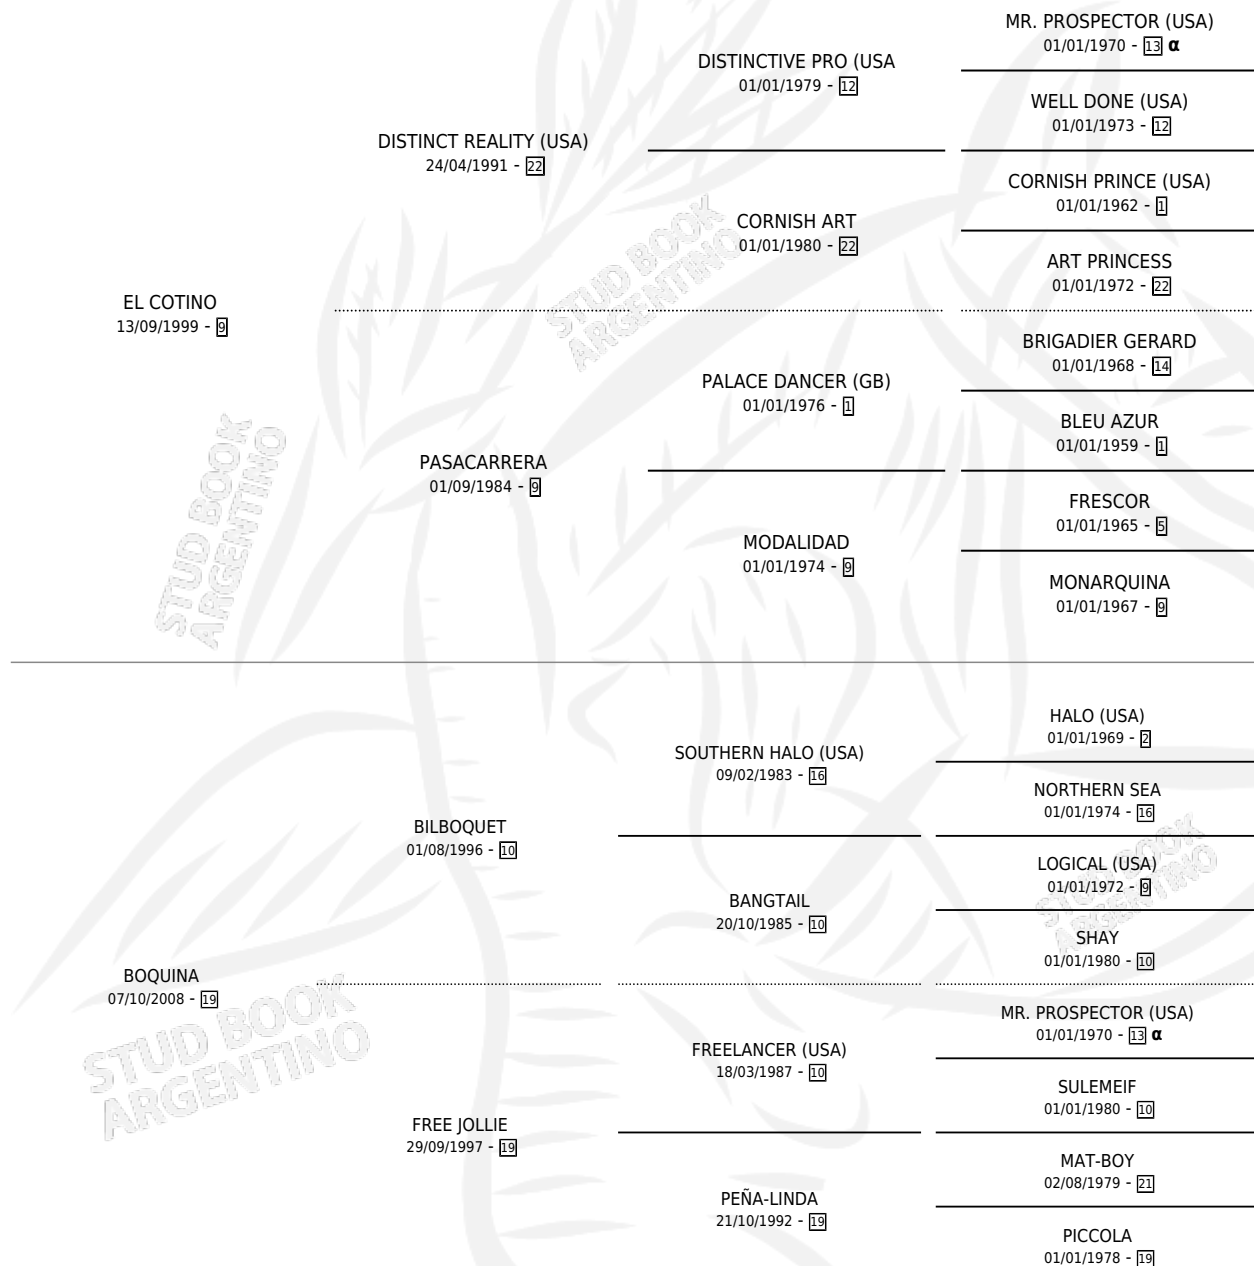 MR. PROSPECTOR (USA)
01/01/1970 - 13 α
DISTINCTIVE PRO (USA
01/01/1979 - 12
WELL DONE (USA)
01/01/1973 - 12
DISTINCT REALITY (USA)
24/04/1991 - 22
CORNISH PRINCE (USA)
01/01/1962 - 1
CORNISH ART
01/01/1980 - 22
ART PRINCESS
01/01/1972 - 22
EL COTINO
13/09/1999 - 9
BRIGADIER GERARD
01/01/1968 - 14
PALACE DANCER (GB)
01/01/1976 - 1
BLEU AZUR
01/01/1959 - 1
PASACARRERA
01/09/1984 - 9
FRESCOR
01/01/1965 - 5
MODALIDAD
01/01/1974 - 9
MONARQUINA
01/01/1967 - 9
HALO (USA)
01/01/1969 - 2
SOUTHERN HALO (USA)
09/02/1983 - 16
NORTHERN SEA
01/01/1974 - 16
BILBOQUET
01/08/1996 - 10
LOGICAL (USA)
01/01/1972 - 9
BANGTAIL
20/10/1985 - 10
SHAY
01/01/1980 - 10
BOQUINA
07/10/2008 - 19
MR. PROSPECTOR (USA)
01/01/1970 - 13 α
FREELANCER (USA)
18/03/1987 - 10
SULEMEIF
01/01/1980 - 10
FREE JOLLIE
29/09/1997 - 19
MAT-BOY
02/08/1979 - 21
PEÑA-LINDA
21/10/1992 - 19
PICCOLA
01/01/1978 - 19
STUD BOOK
ARGENTINO
STUD BOOK
ARGENTINO
STUD BOOK
ARGENTINO
STUD BOOK
ARGENTINO